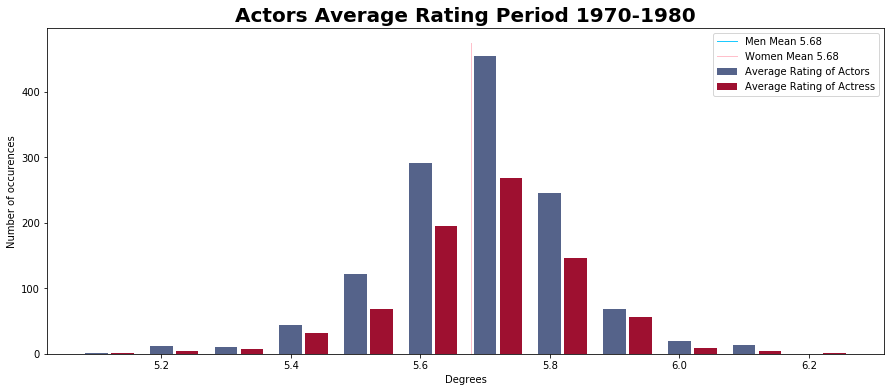 Actors Average Rating Period 1970-1980
Men Mean 5.68
Women Mean 5.68
Average Rating of Actors
Average Rating of Actress
Number of occurences
400
300
200
100
0
5.2 5.4 5.6 5.8 6.0 6.2
Degrees